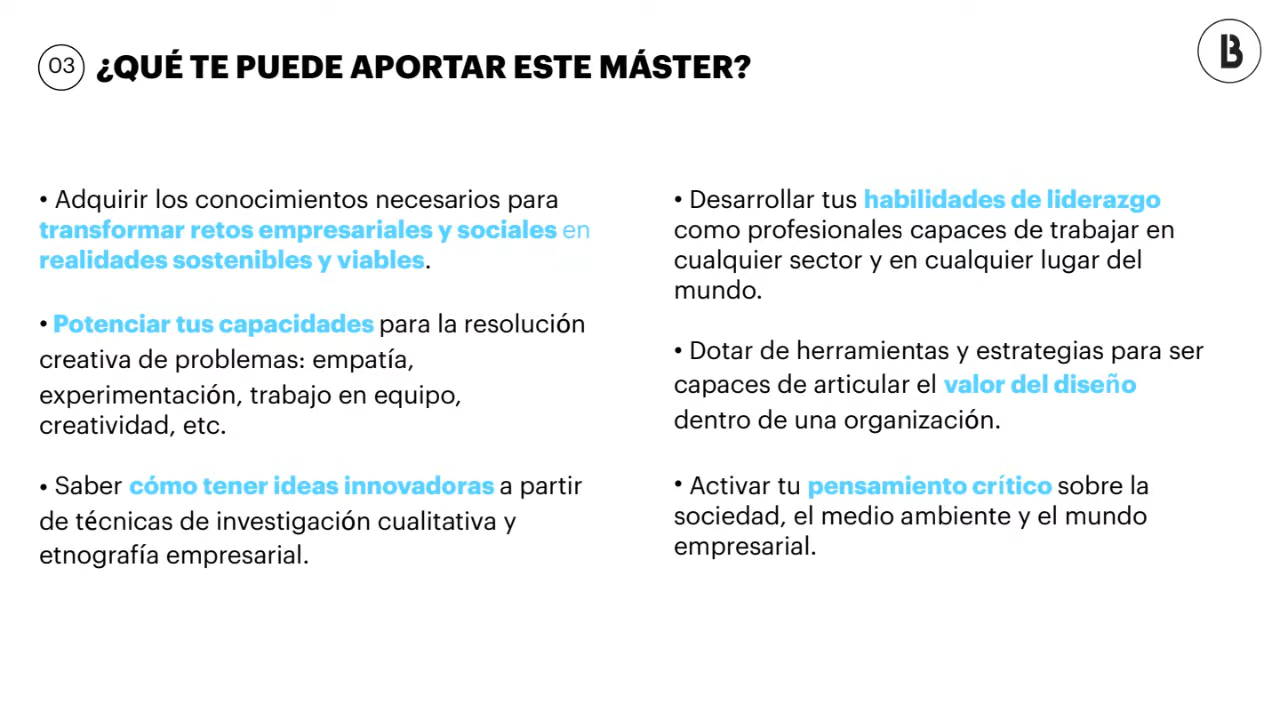 03 ¿QUÉ TE PUEDE APORTAR ESTE MÁSTER?
B
• Adquirir los conocimientos necesarios para
transformar retos empresariales y sociales en
realidades sostenibles y viables.
• Potenciar tus capacidades para la resolución
creativa de problemas: empatía,
experimentación, trabajo en equipo,
creatividad, etc.
• Saber cómo tener ideas innovadoras a partir
de técnicas de investigación cualitativa y
etnografía empresarial.
• Desarrollar tus habilidades de liderazgo
como profesionales capaces de trabajar en
cualquier sector y en cualquier lugar del
mundo.
• Dotar de herramientas y estrategias para ser
capaces de articular el valor del diseño
dentro de una organización.
• Activar tu pensamiento crítico sobre la
sociedad, el medio ambiente y el mundo
empresarial.